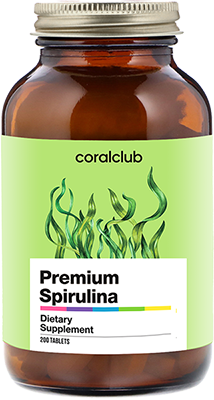 coralclub
Premium
Spirulina
Dietary
Supplement
200 TABLETS